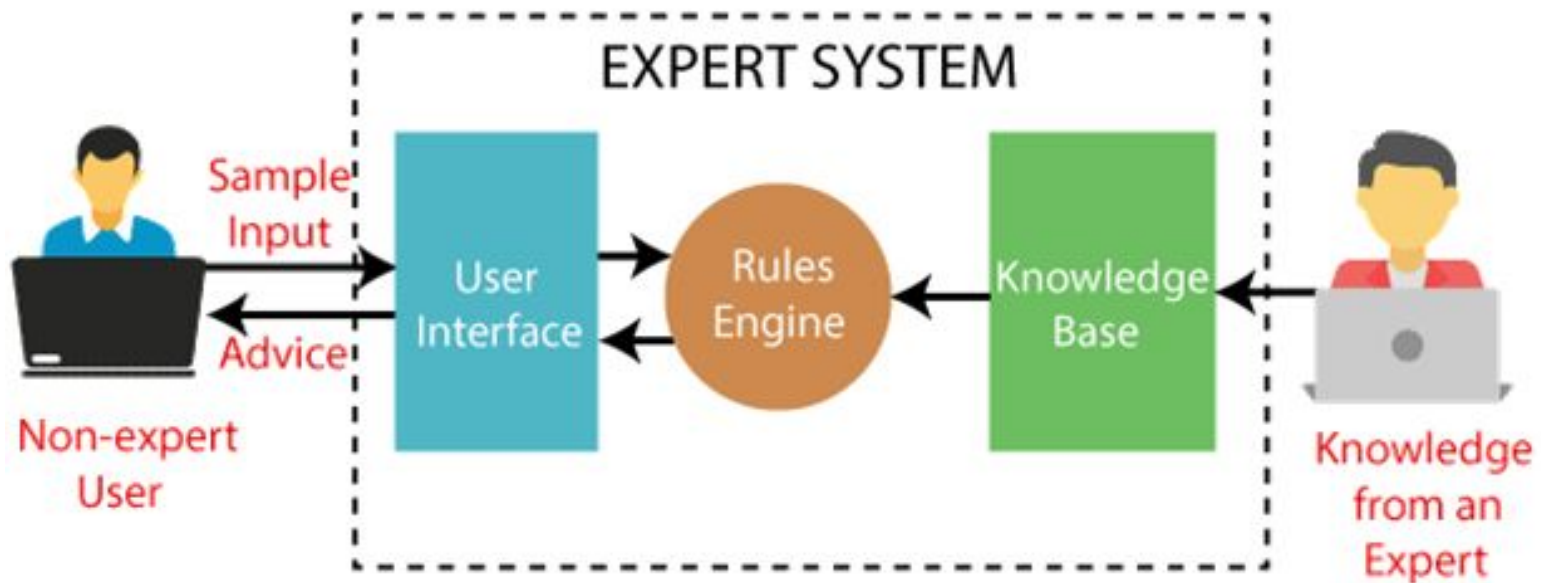 EXPERT SYSTEM
Sample
Input
Advice
Non-expert
User
User
Interface
Rules
Engine
Knowledge
Base
Knowledge
from an
Expert